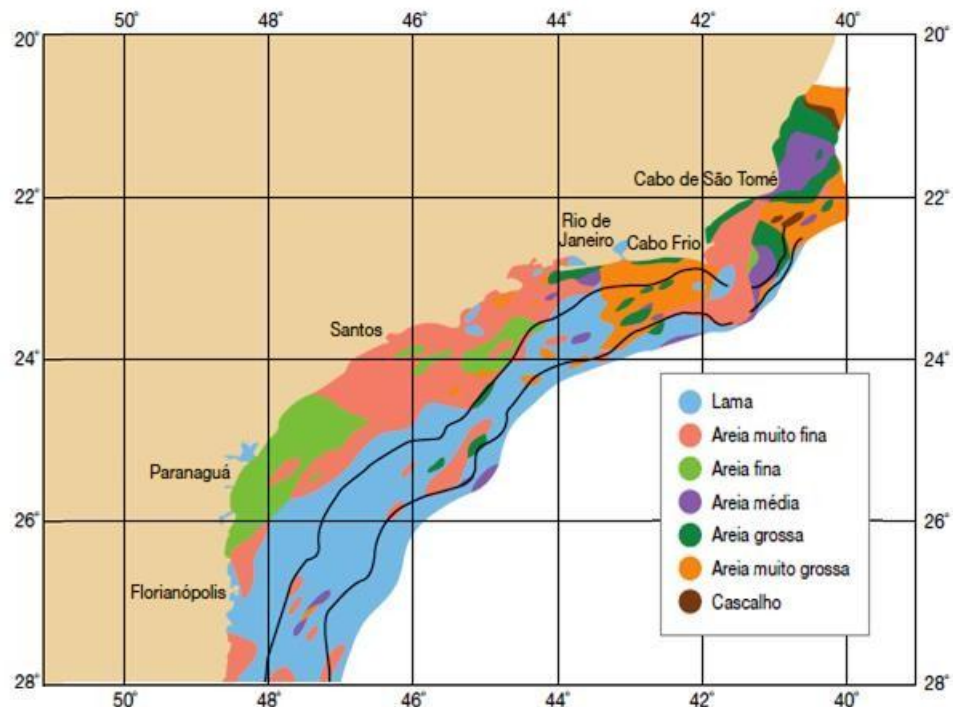 50˚ 48˚ 46˚ 44˚ 42˚ 40˚
20˚ 20˚
Cabo de São Tomé
22˚ 22˚
Rio de
Janeiro
Cabo Frio
Santos
24˚ 24˚
Lama
Areia muito fina
Areia fina
Areia média
Areia grossa
Areia muito grossa
Cascalho
Paranaguá
26˚ 26˚
Florianópolis
28˚ 28˚
50˚ 48˚ 46˚ 44˚ 42˚ 40˚